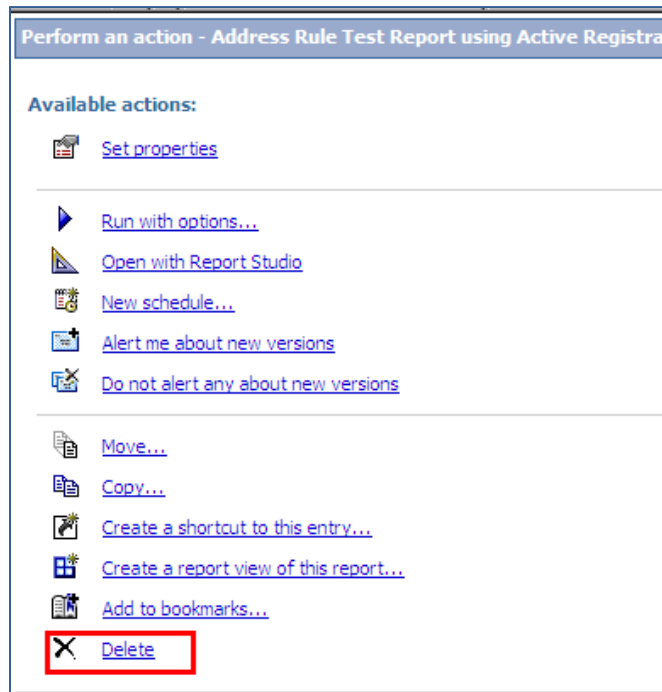 Perform an action - Address Rule Test Report using Active Registra
Available actions:
Set properties
Run with options...
Open with Report Studio
New schedule...
Alert me about new versions
Do not alert any about new versions
Move...
Copy...
Create a shortcut to this entry...
Create a report view of this report...
Add to bookmarks...
Delete